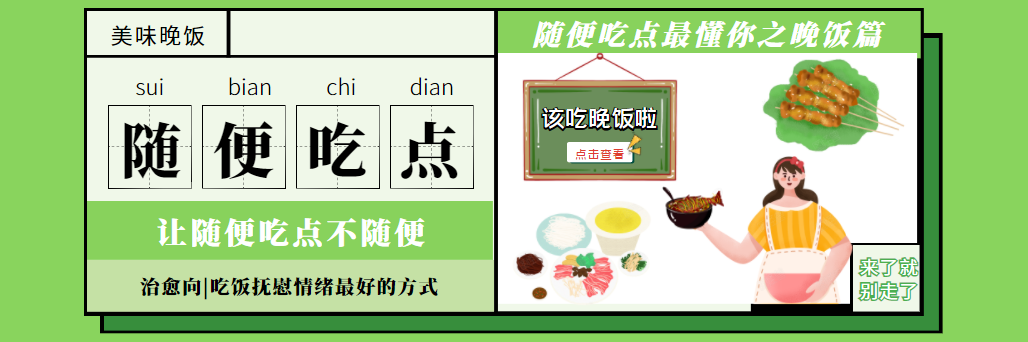 美味晚饭
sui bian chi dian
随便吃点
让随便吃点不随便
治愈向|吃饭抚慰情绪最好的方式
随便吃点最懂你之晚饭篇
该吃晚饭啦
点击查看
来了就
别走了